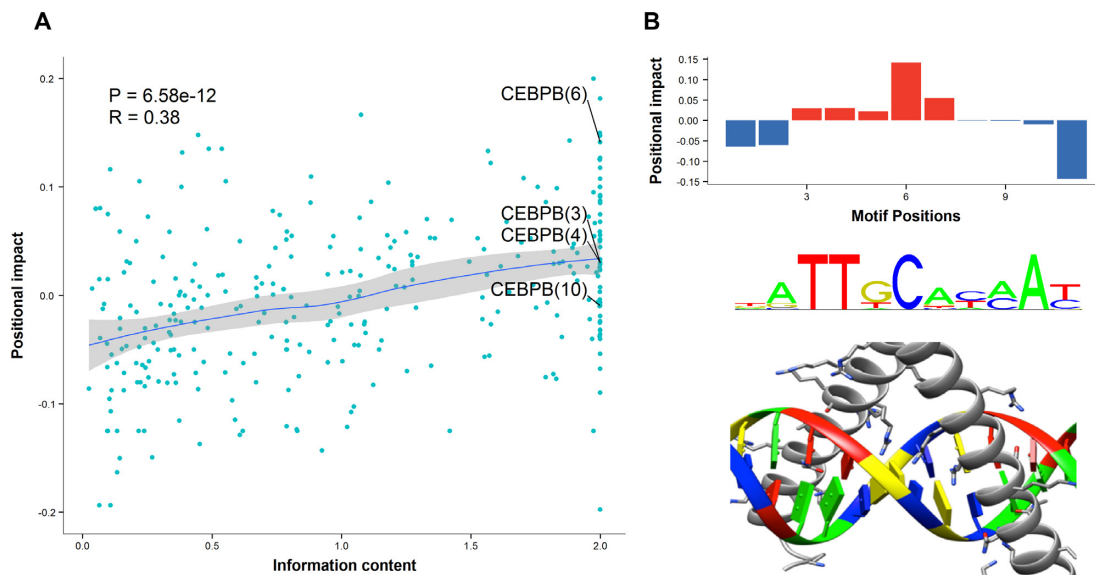 A
P = 6.58e-12
R = 0.38
CEBPB(6)
CEBPB(3)
CEBPB(4)
CEBPB(10)
Positional impact
0.2
0.1
0.0
-0.1
-0.2
0.0
0.5
1.0
1.5
2.0
Information content
B
Positional impact
0.15
0.10
0.05
0.00
-0.05
-0.10
-0.15
3
6
9
Motif Positions
ATTGCACAAT